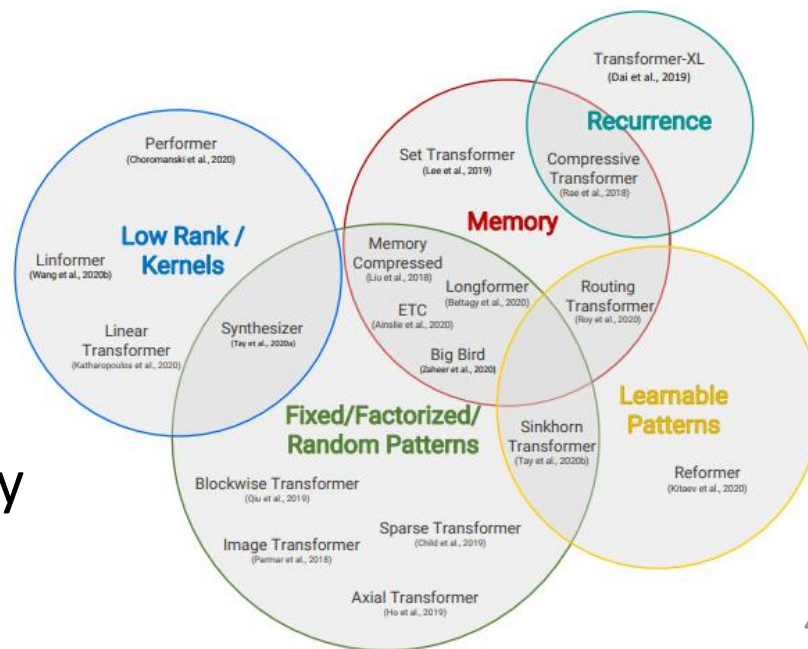 Transformer-XL
(Dai et al., 2019)
Recurrence
Performer
(Choromanski et al., 2020)
Set Transformer
(Lee et al., 2019)
Compressive
Transformer
(Rae et al., 2018)
Memory
Low Rank /
Kernels
Linformer
(Wang et al., 2020b)
Memory
Compressed
(Liu et al., 2018)
Longformer
(Beltagy et al., 2020)
Routing
Transformer
(Roy et al., 2020)
ETC
(Ainslie et al., 2020)
Linear
Transformer
(Katharopoulos et al., 2020)
Synthesizer
(Tay et al., 2020a)
Big Bird
(Zaheer et al., 2020)
Fixed/Factorized/
Random Patterns
Learnable
Patterns
Sinkhorn
Transformer
(Tay et al., 2020b)
Reformer
(Kitaev et al., 2020)
Blockwise Transformer
(Qiu et al., 2019)
Sparse Transformer
(Child et al., 2019)
Image Transformer
(Parmar et al., 2018)
Axial Transformer
(Ho et al., 2019)
y